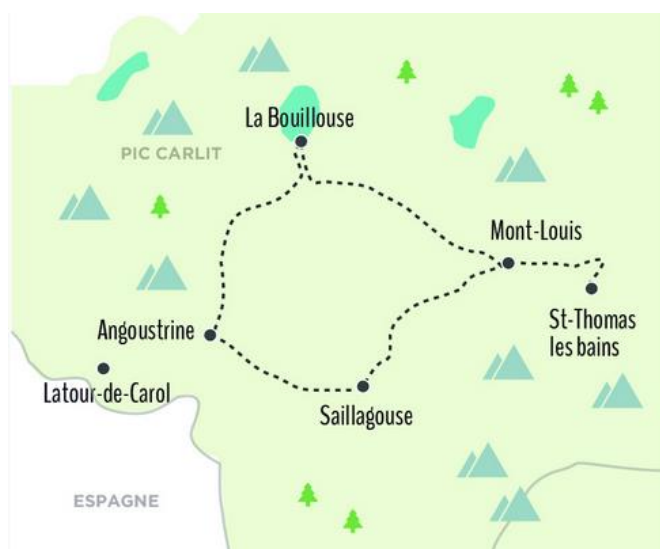 La Bouillouse
PIC CARLIT
Mont-Louis
Angoustrine
St-Thomas
les bains
Latour-de-Carol
Saillagouse
ESPAGNE